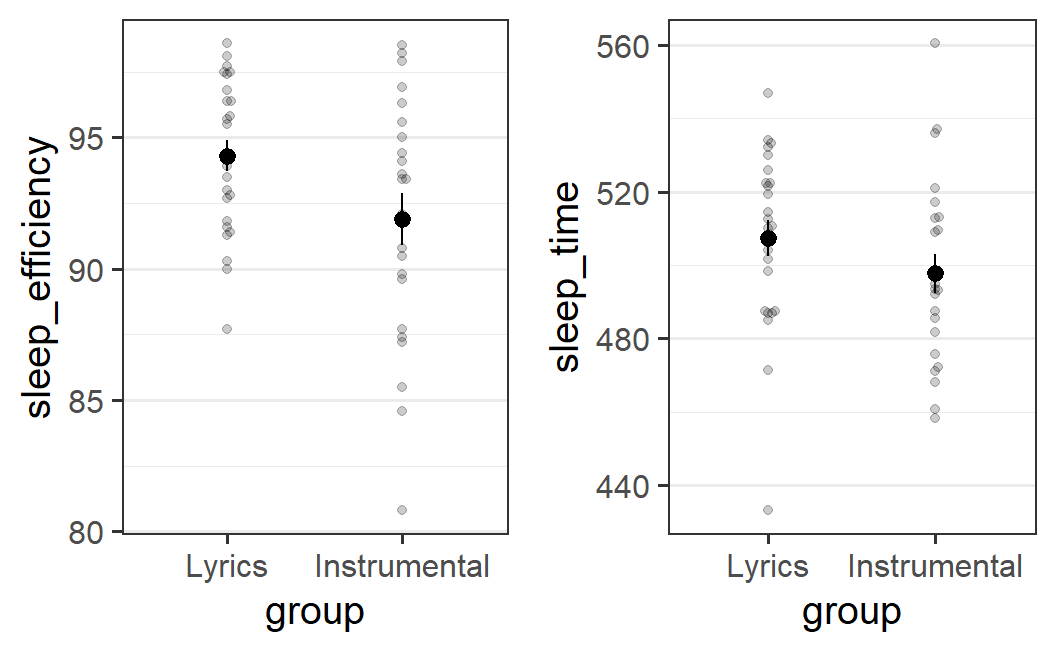 sleep_efficiency
95
90
85
80
Lyrics Instrumental
group
sleep_time
560
520
480
440
Lyrics Instrumental
group